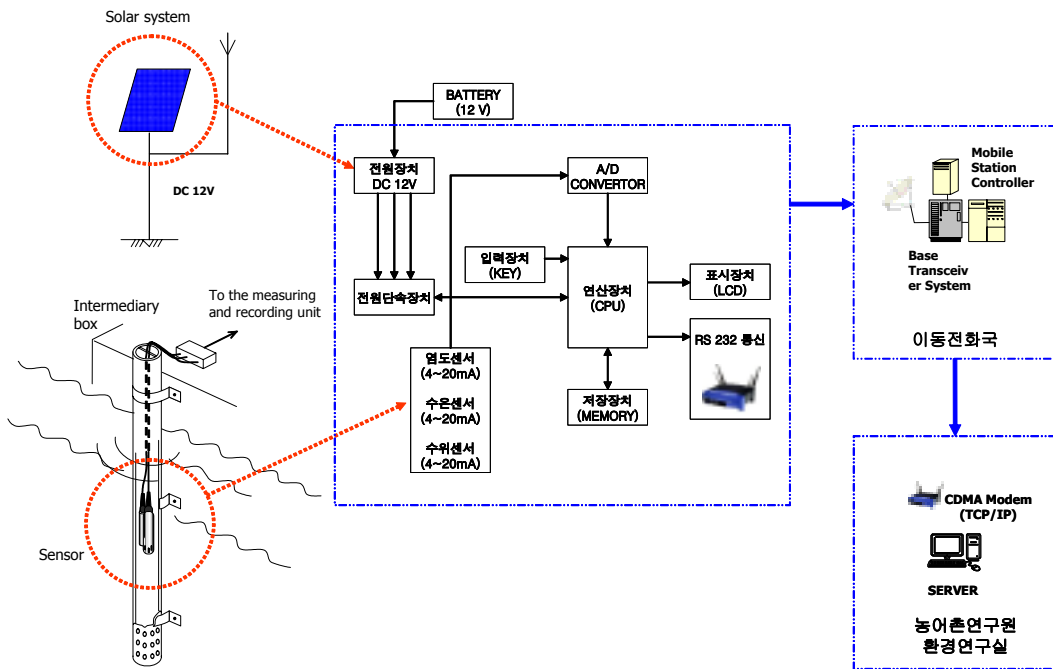 Solar system
DC 12V
BATTERY
(12 V)
전원장치
DC 12V
A/D
CONVERTOR
입력장치
(KEY)
전원단속장치
연산장치
(CPU)
표시장치
(LCD)
RS 232 통신
저장장치
(MEMORY)
염도센서
(4~20mA)
수온센서
(4~20mA)
수위센서
(4~20mA)
Intermediary
box
To the measuring
and recording unit
Sensor
Mobile
Station
Controller
Base
Transceiv
er System
이동전화국
CDMA Modem
(TCP/IP)
SERVER
농어촌연구원
환경연구실